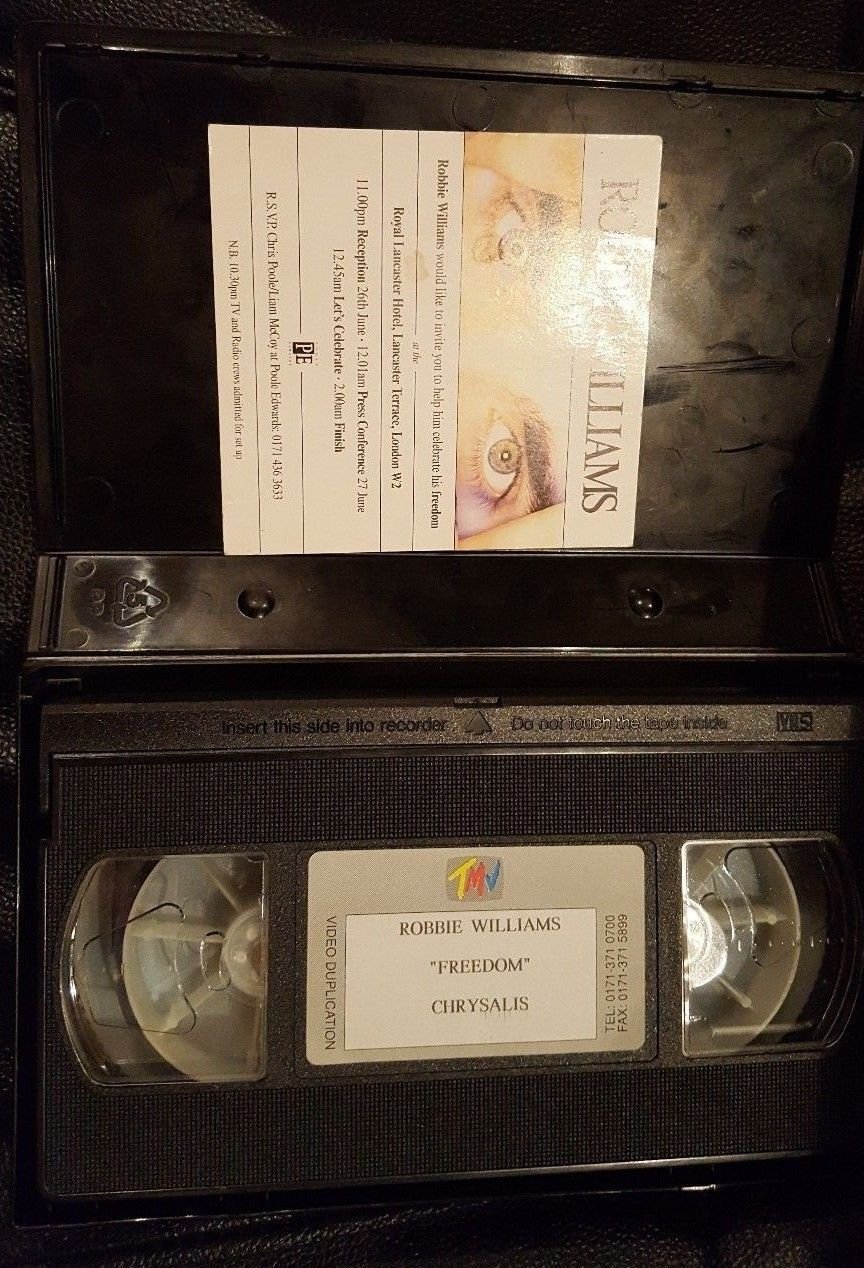 ROBBIE WILLIAMS
Robbie Williams would like to invite you to help him celebrate his freedom
at the
Royal Lancaster Hotel, Lancaster Terrace, London W2
11.00pm Reception 26th June · 12.01am Press Conference 27 June
12.45am Let's Celebrate · 2.00am Finish
PE
R.S.V.P. Chris Poole/Liam McCoy at Poole Edwards: 0171 436 3633
N.B. 10.30pm TV and Radio crews admitted for set up
5
PP
Insert this side into recorder Do not touch the tape inside VHS
TMV
VIDEO DUPLICATION
ROBBIE WILLIAMS
"FREEDOM"
CHRYSALIS
TEL: 0171-371 0700
FAX: 0171-371 5899